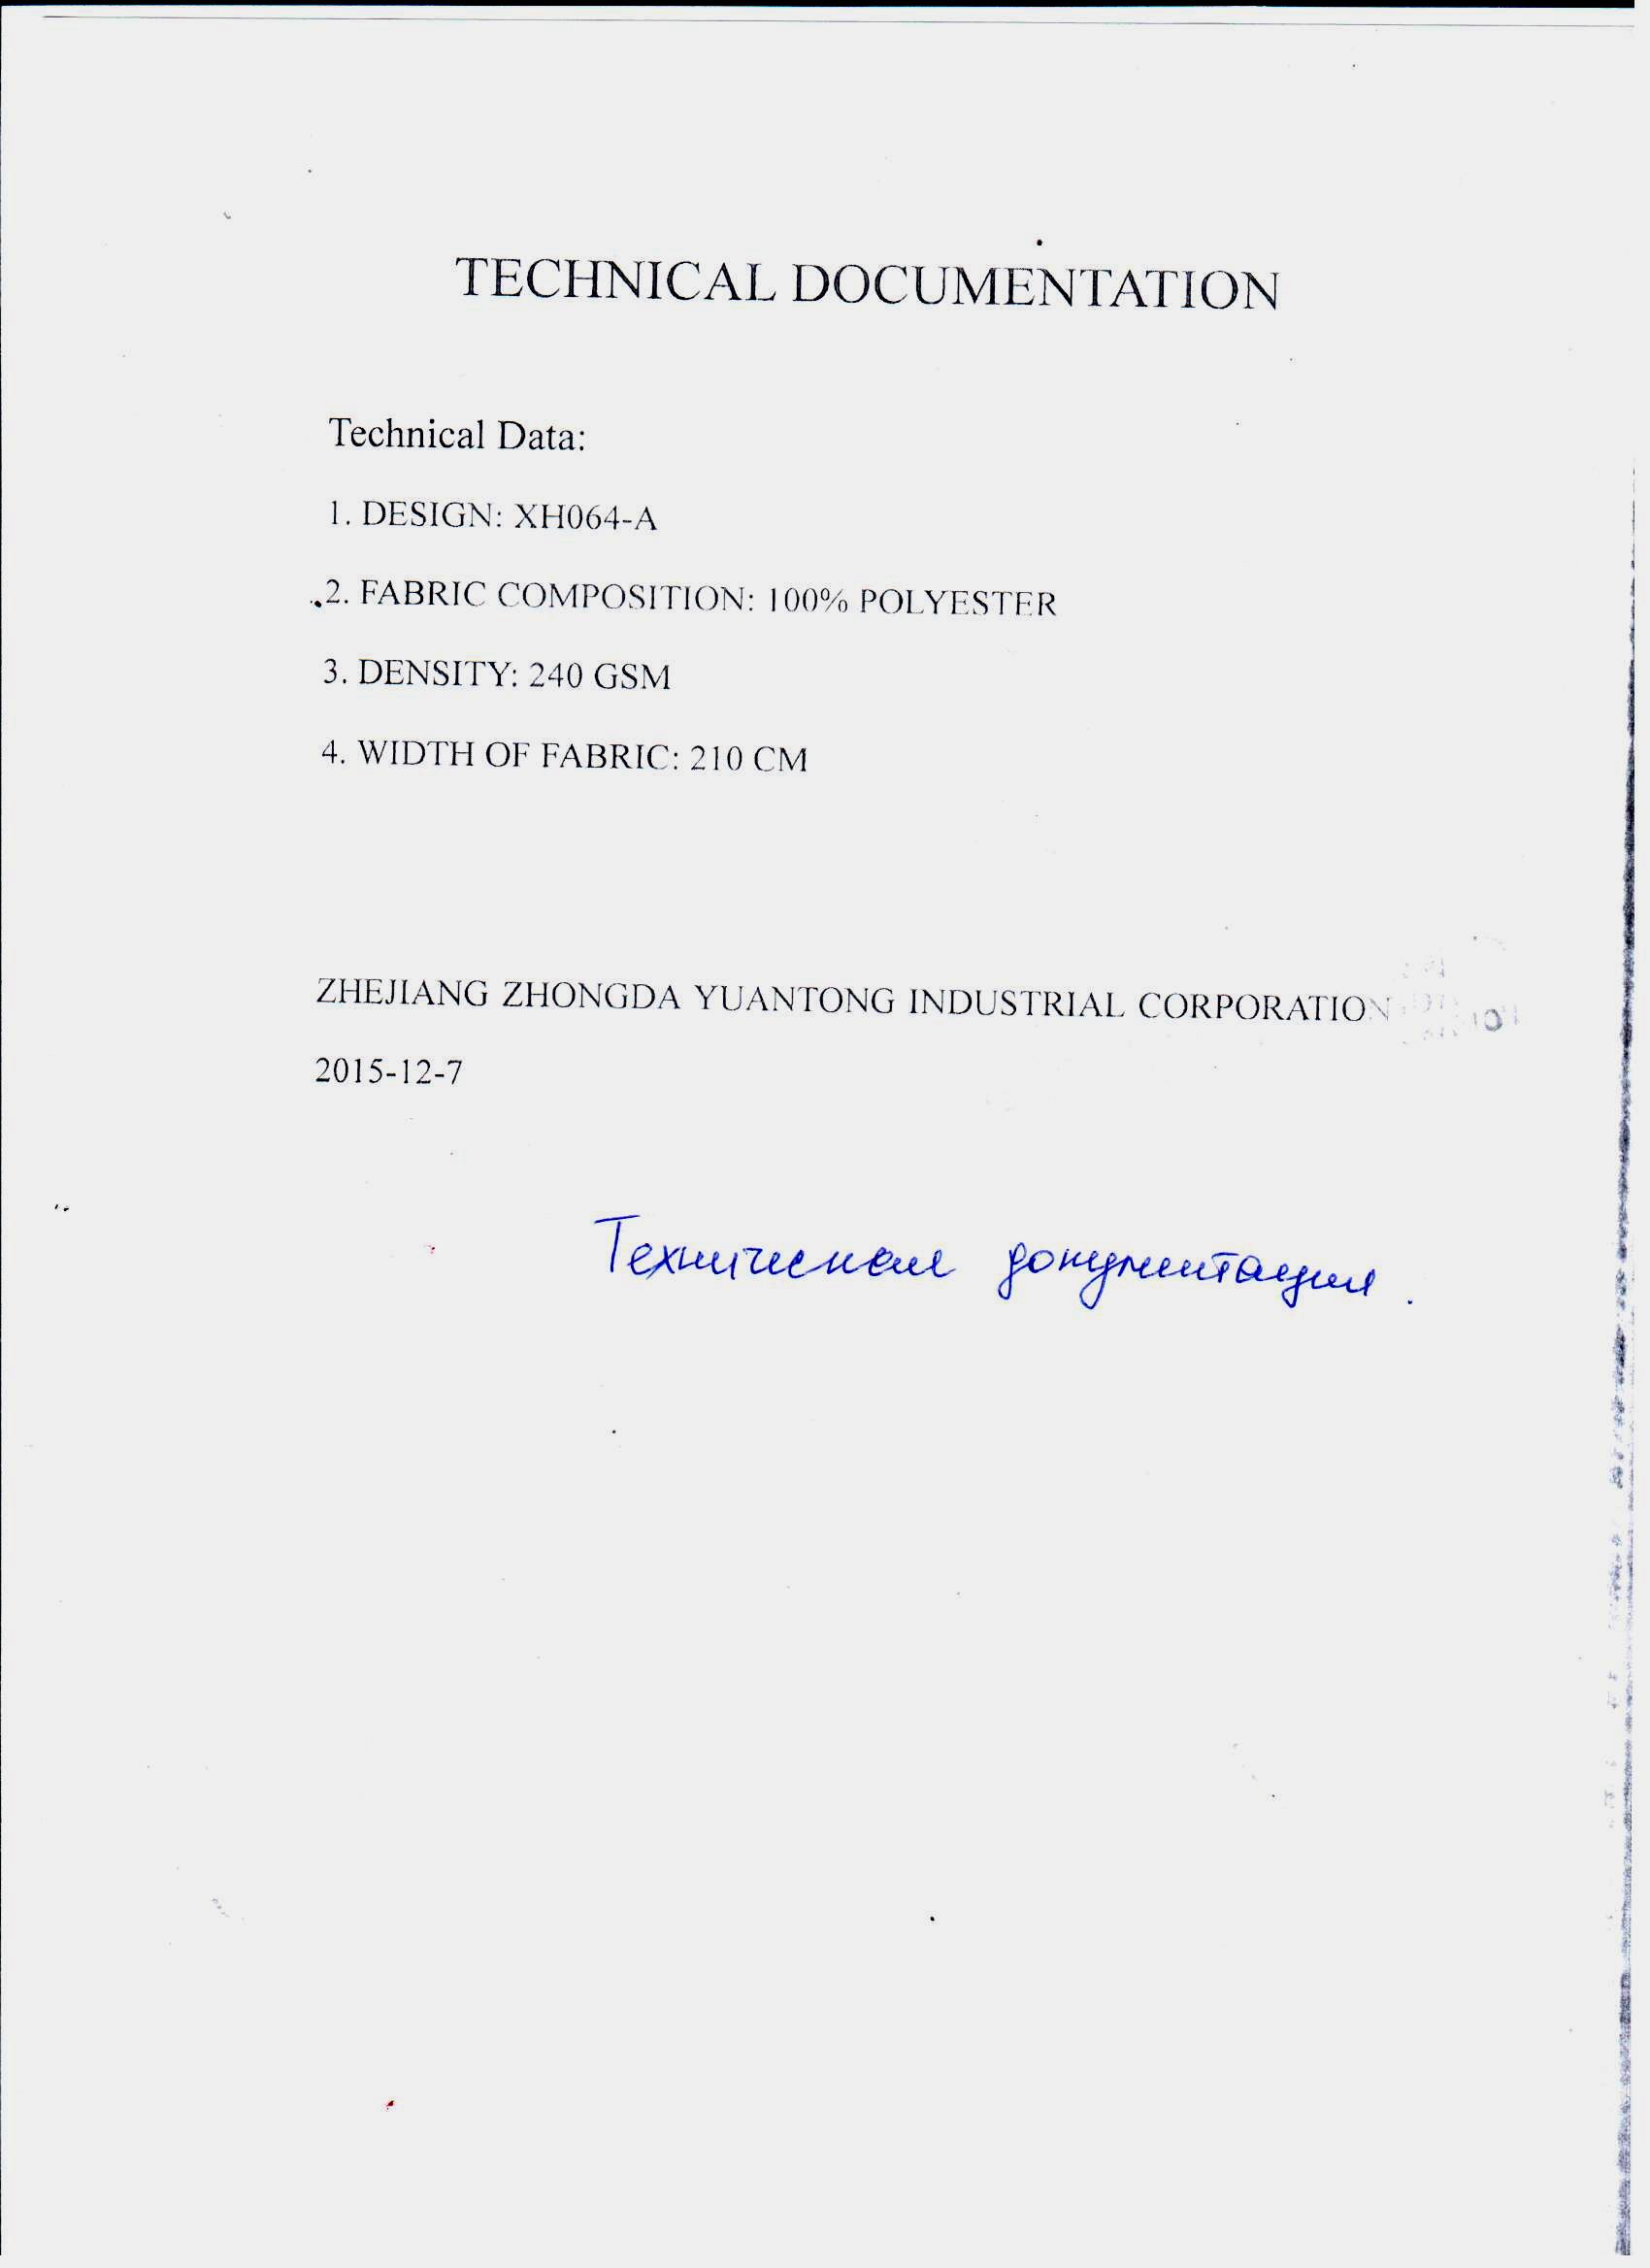 TECHNICAL DOCUMENTATION
Technical Data:
1. DESIGN: XH064-A
2. FABRIC COMPOSITION: 100% POLYESTER
3. DENSITY: 240 GSM
4. WIDTH OF FABRIC: 210 CM
ZHEJIANG ZHONGDA YUANTONG INDUSTRIAL CORPORATION
2015-12-7
Техническая документация.